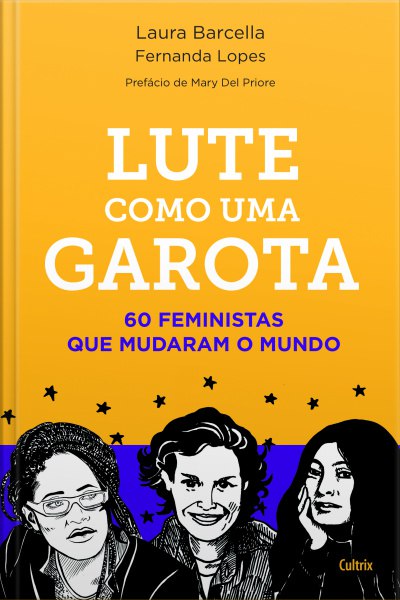 Laura Barcella
Fernanda Lopes
Prefácio de Mary Del Priore
LUTE
COMO UMA
GAROTA
60 FEMINISTAS
QUE MUDARAM O MUNDO
Cultrix